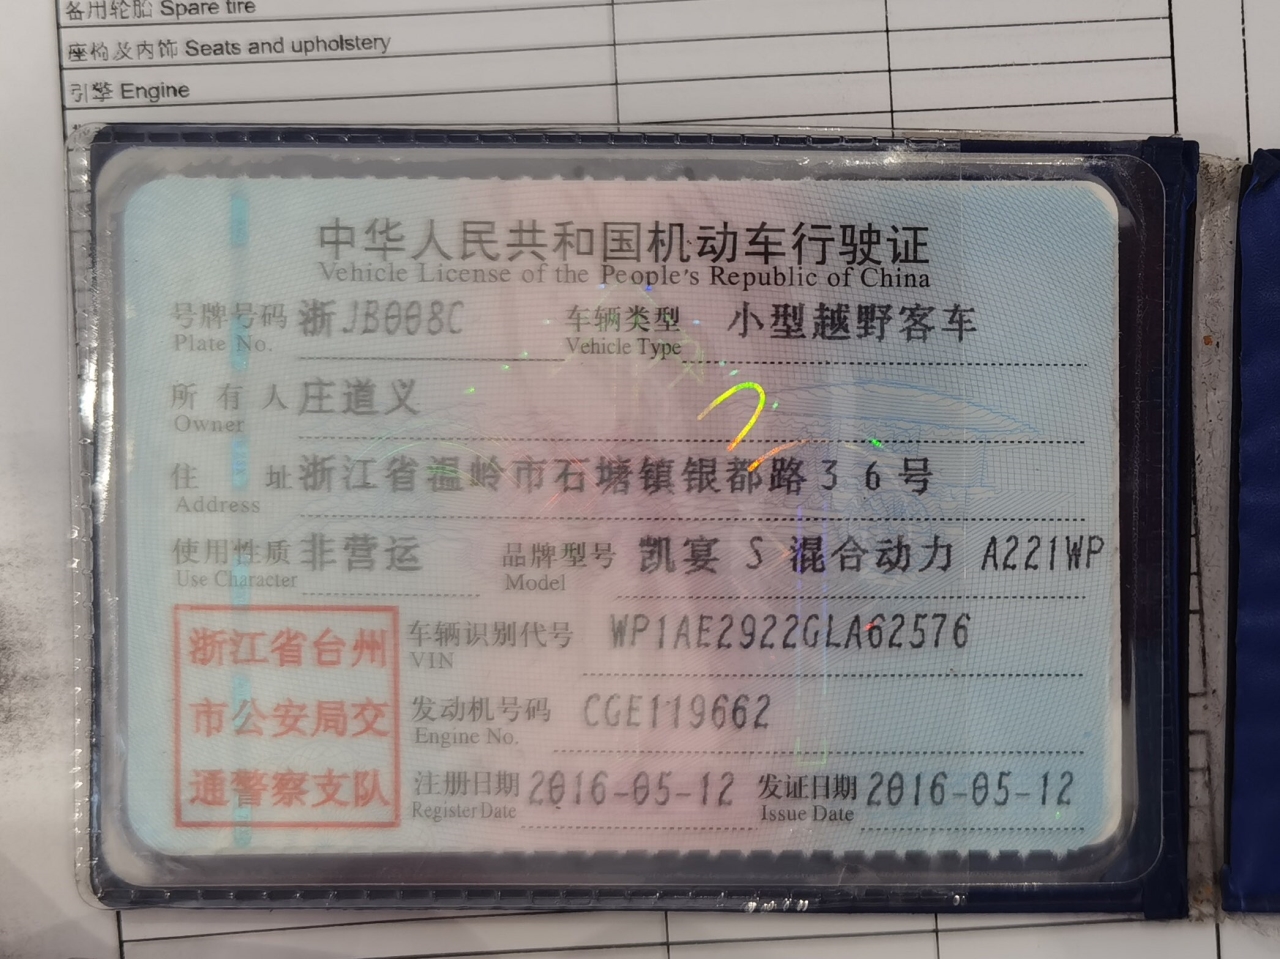 备用轮胎 Spare tire
座椅及内饰 Seats and upholstery
引擎 Engine
中华人民共和国机动车行驶证
Vehicle License of the People's Republic of China
号牌号码 浙JB008C 车辆类型 小型越野客车
Plate No. Vehicle Type
所有人 庄道义
Owner
住址 浙江省温岭市石塘镇银都路36号
Address
使用性质 非营运 品牌型号 凯宴 S 混合动力 A221WP
Use Character Model
浙江省台州
市公安局交
通警察支队
车辆识别代号 WP1AE2922GLA62576
VIN
发动机号码 CGE119662
Engine No.
注册日期 2016-05-12 发证日期 2016-05-12
Register Date Issue Date